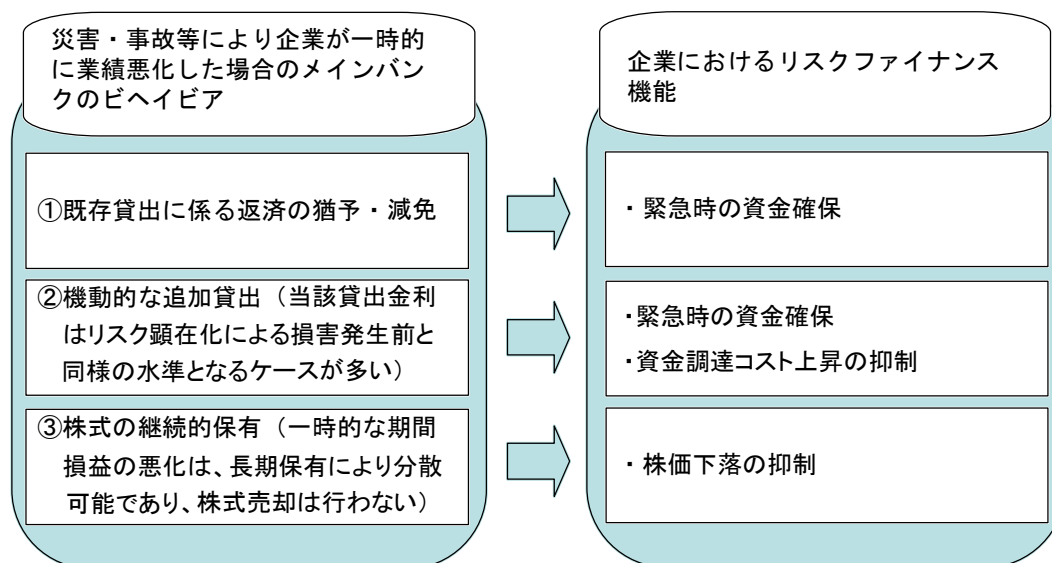 災害・事故等により企業が一時的
に業績悪化した場合のメインバン
クのビヘイビア
企業におけるリスクファイナンス
機能
①既存貸出に係る返済の猶予・減免
・緊急時の資金確保
②機動的な追加貸出（当該貸出金利
はリスク顕在化による損害発生前と
同様の水準となるケースが多い）
・緊急時の資金確保
・資金調達コスト上昇の抑制
③株式の継続的保有（一時的な期間
損益の悪化は、長期保有により分散
可能であり、株式売却は行わない）
・株価下落の抑制